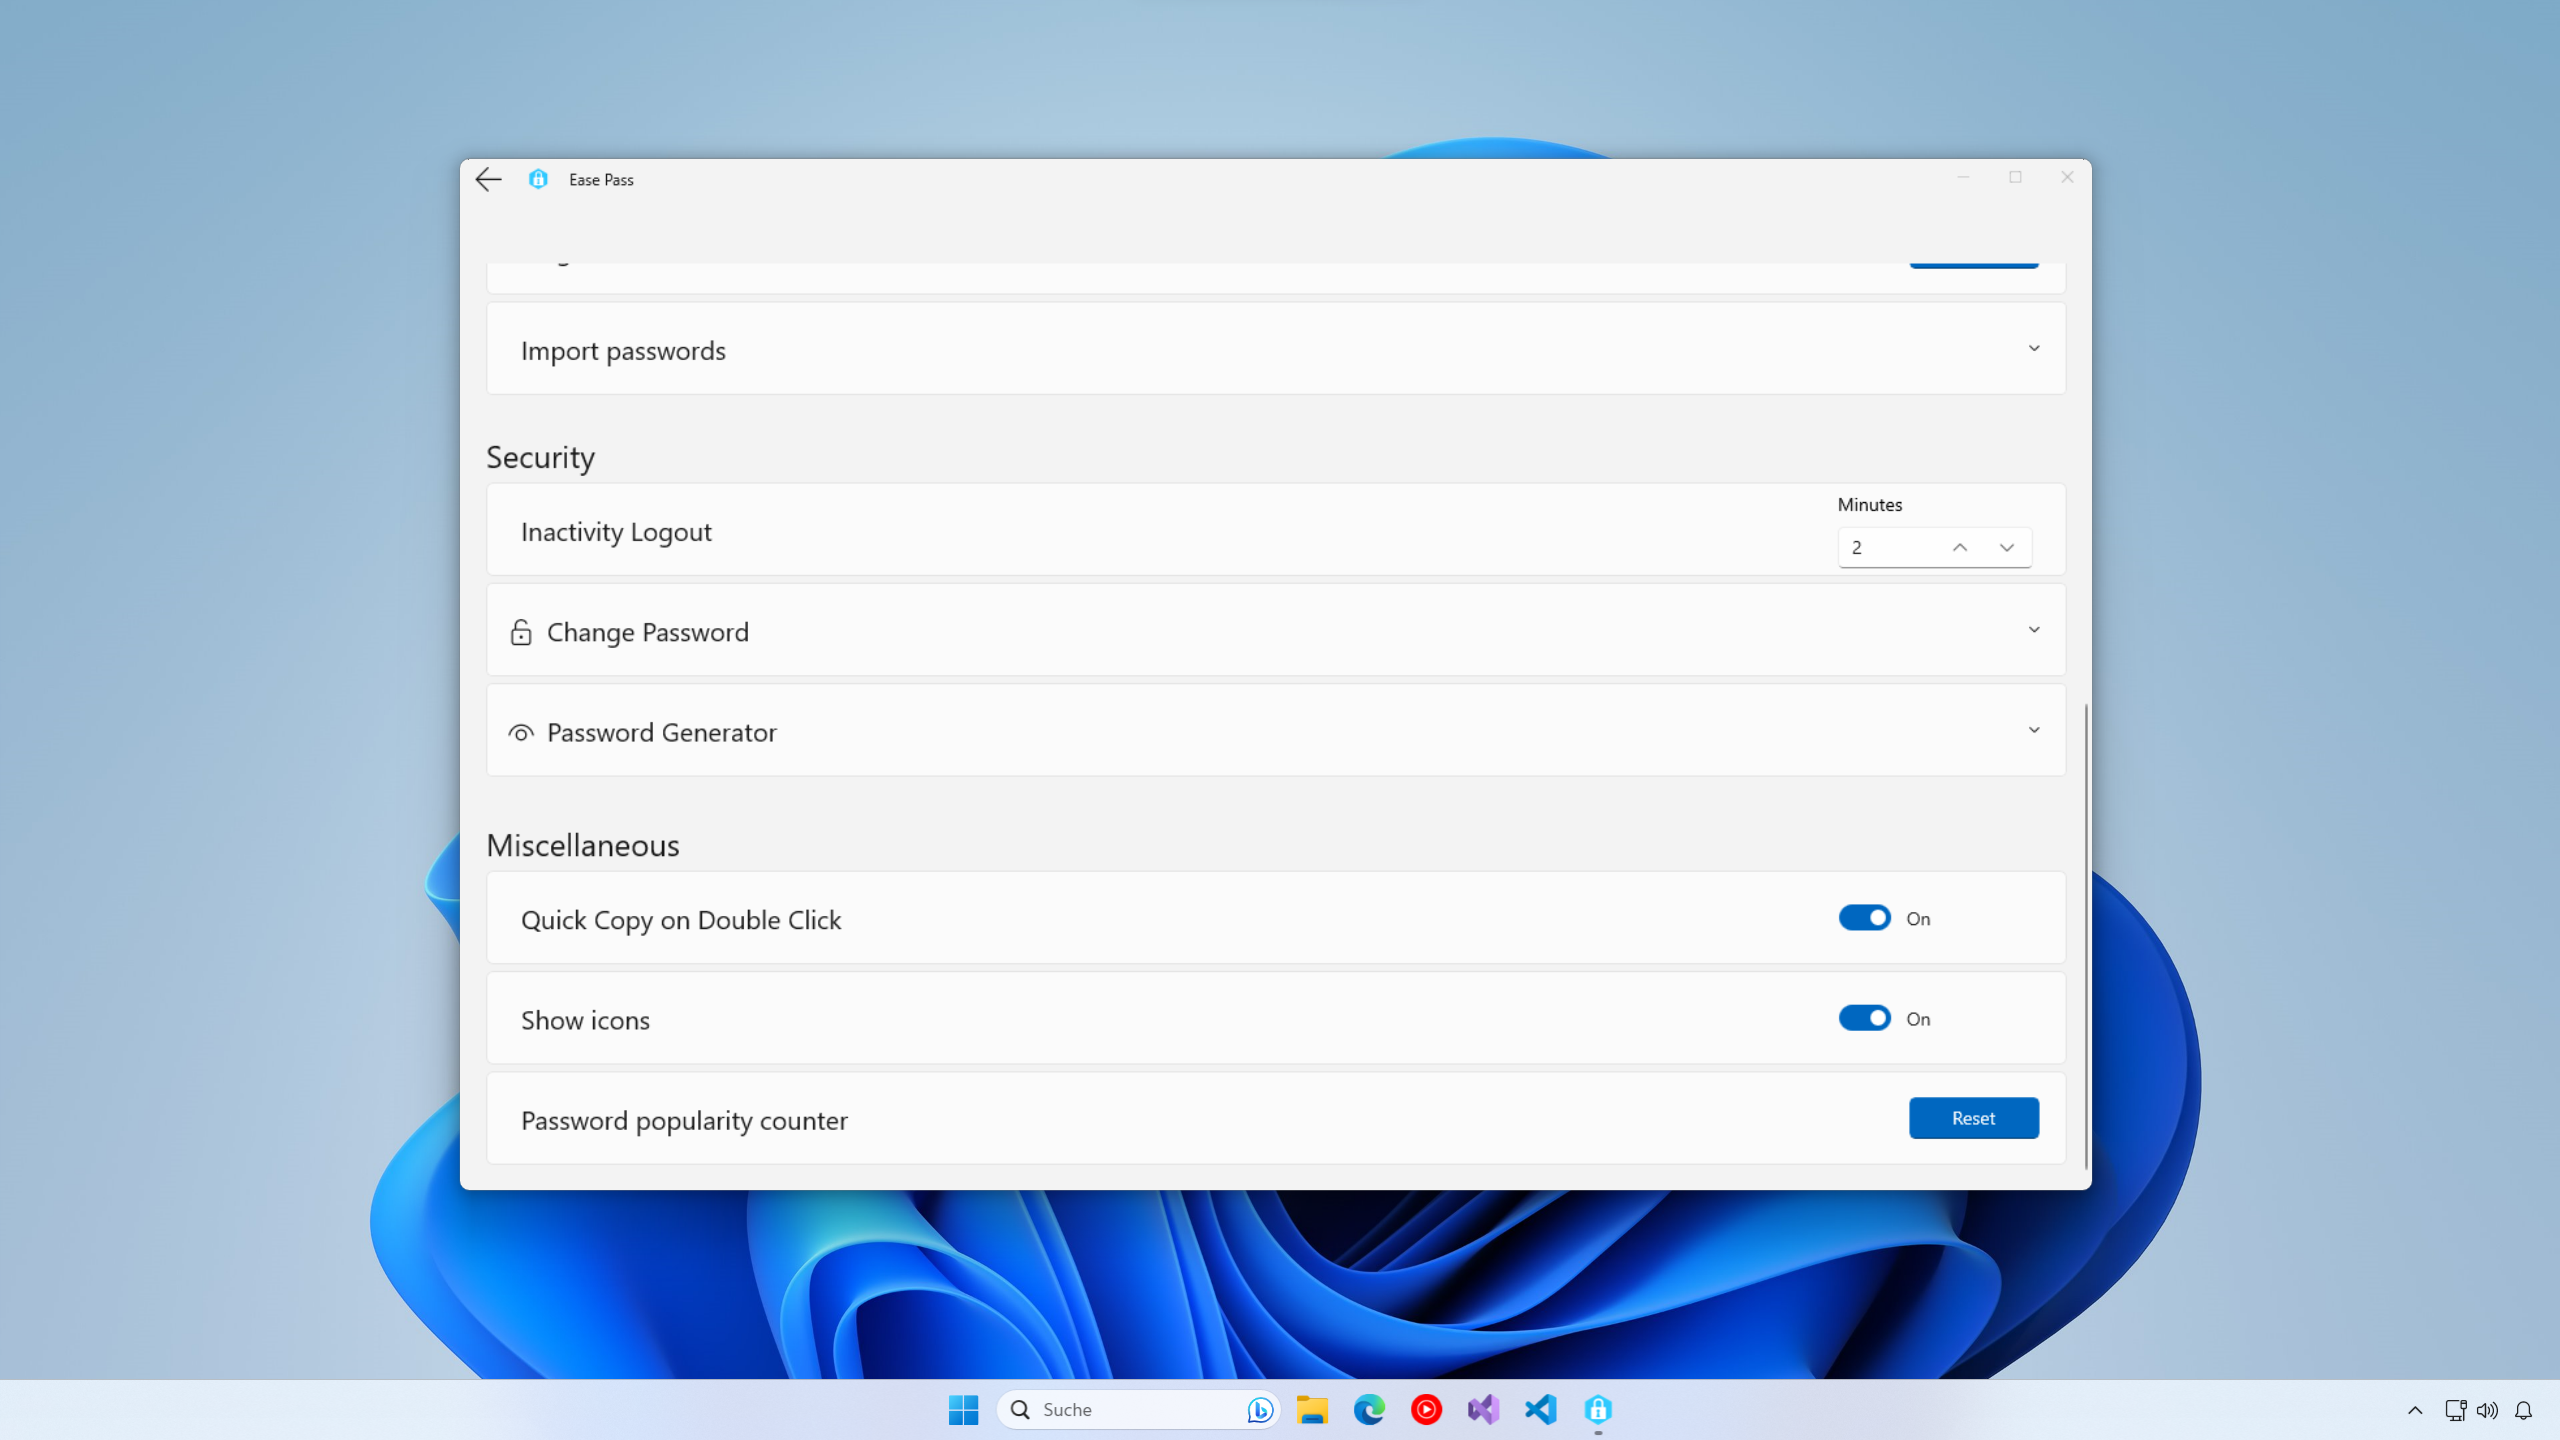 Ease Pass
Import passwords
Security
Minutes
Inactivity Logout
2
Change Password
Password Generator
Miscellaneous
Quick Copy on Double Click
On
Show icons
On
Password popularity counter
Reset
Suche